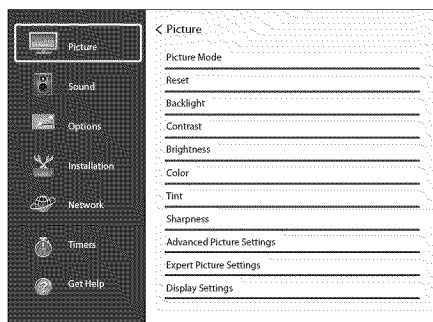 Picture
Sound
Options
Installation
Network
Timers
Get Help
< Picture
Picture Mode
Reset
Backlight
Contrast
Brightness
Color
Tint
Sharpness
Advanced Picture Settings
Expert Picture Settings
Display Settings